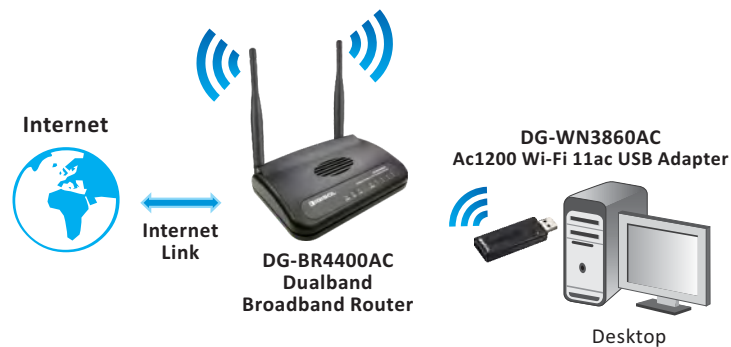 Internet
Internet
Link
DG-BR4400AC
Dualband
Broadband Router
DG-WN3860AC
Ac1200 Wi-Fi 11ac USB Adapter
Desktop